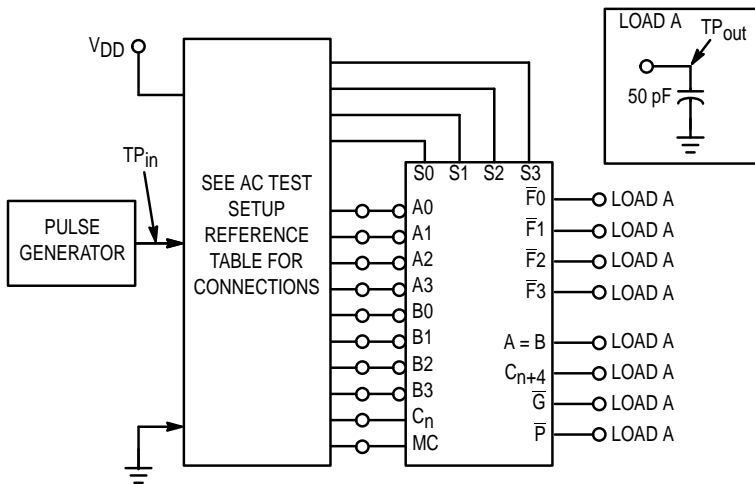 V_DD
TP_in
PULSE
GENERATOR
SEE AC TEST
SETUP
REFERENCE
TABLE FOR
CONNECTIONS
S0 S1 S2 S3
A0
A1
A2
A3
B0
B1
B2
B3
C_n
MC
F̅0 LOAD A
F̅1 LOAD A
F̅2 LOAD A
F̅3 LOAD A
A = B LOAD A
C_n+4 LOAD A
G̅ LOAD A
P̅ LOAD A
LOAD A
TP_out
50 pF